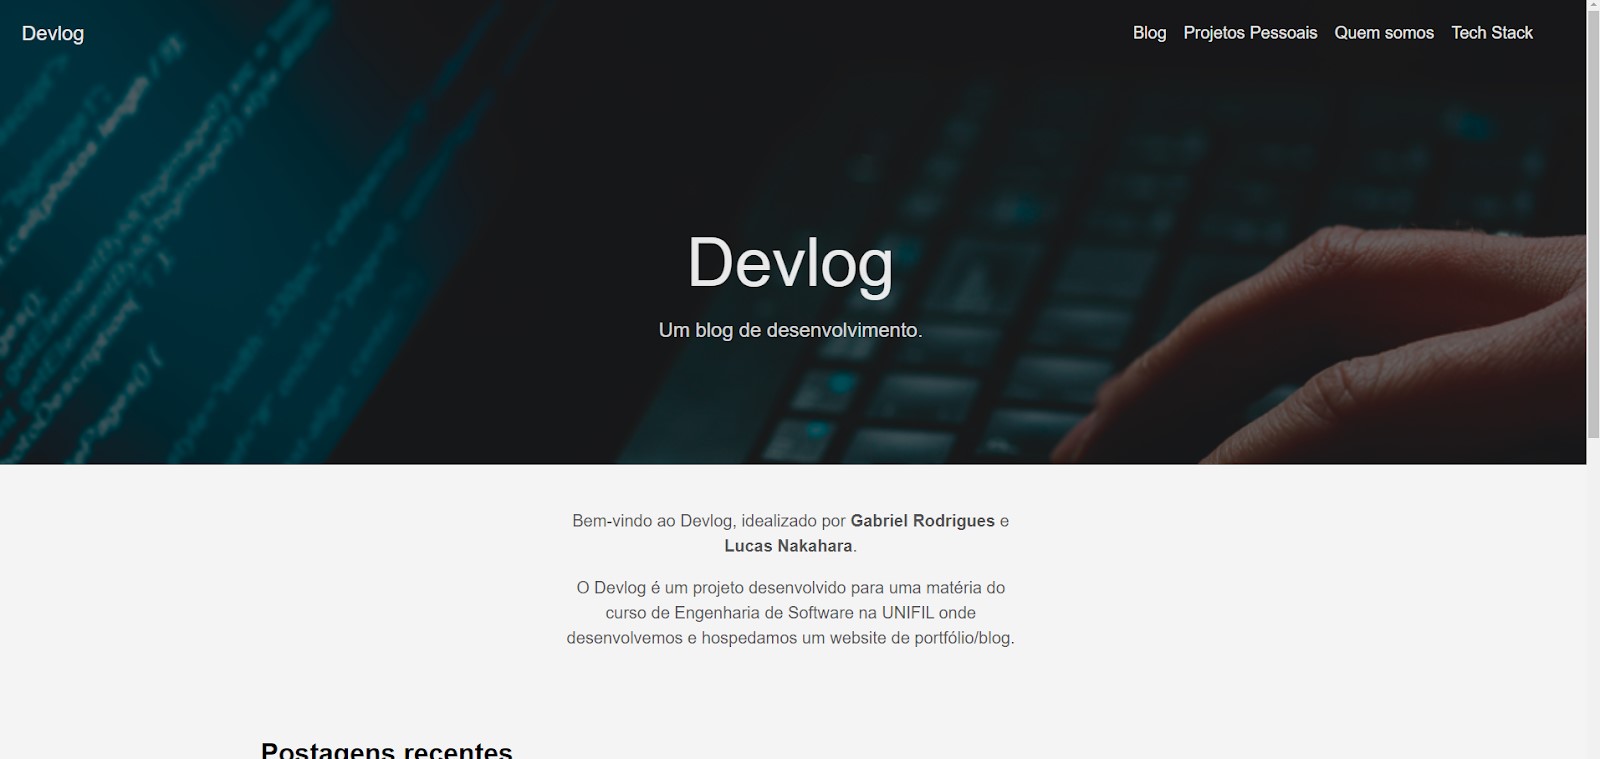 Devlog
Blog Projetos Pessoais Quem somos Tech Stack
Devlog
Um blog de desenvolvimento.
Bem-vindo ao Devlog, idealizado por Gabriel Rodrigues e
Lucas Nakahara.
O Devlog é um projeto desenvolvido para uma matéria do
curso de Engenharia de Software na UNIFIL onde
desenvolvemos e hospedamos um website de portfólio/blog.
Postagens recentes